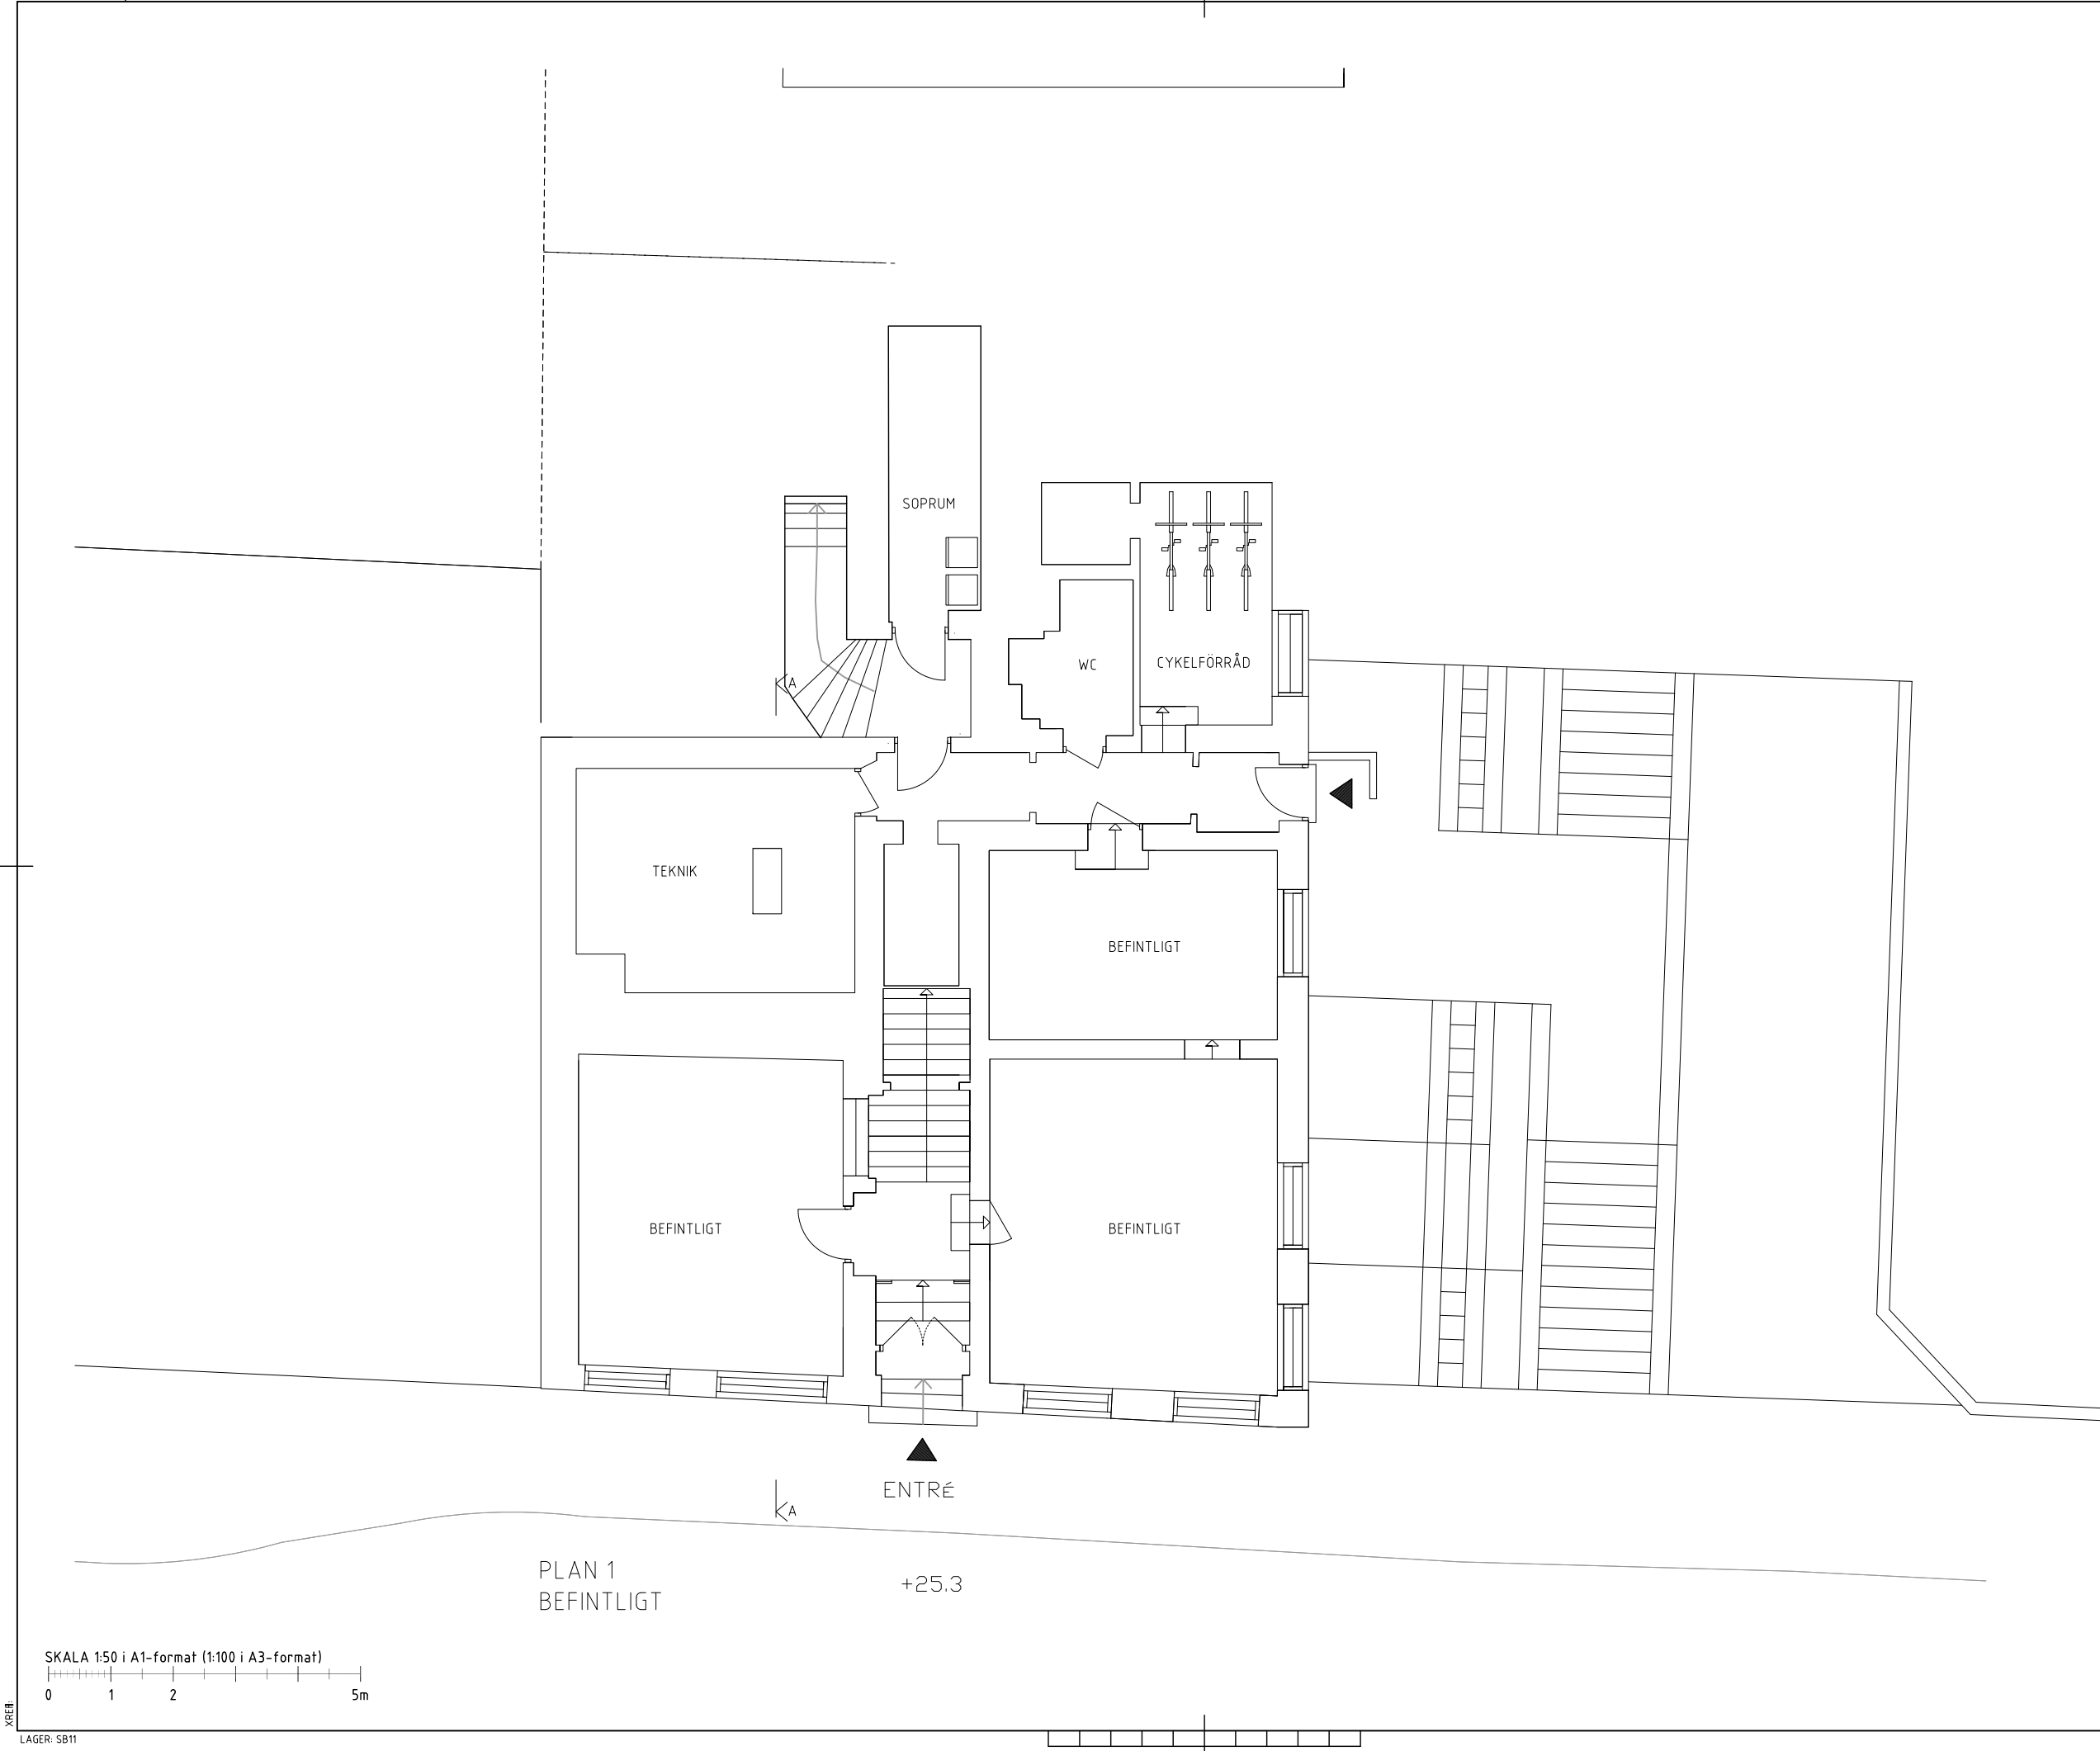 SOPRUM
WC
CYKELFÖRRÅD
A
TEKNIK
BEFINTLIGT
BEFINTLIGT
BEFINTLIGT
ENTRÉ
A
PLAN 1
BEFINTLIGT
+25.3
SKALA 1:50 i A1-format (1:100 i A3-format)
0 1 2 5m
LAGER: SB11